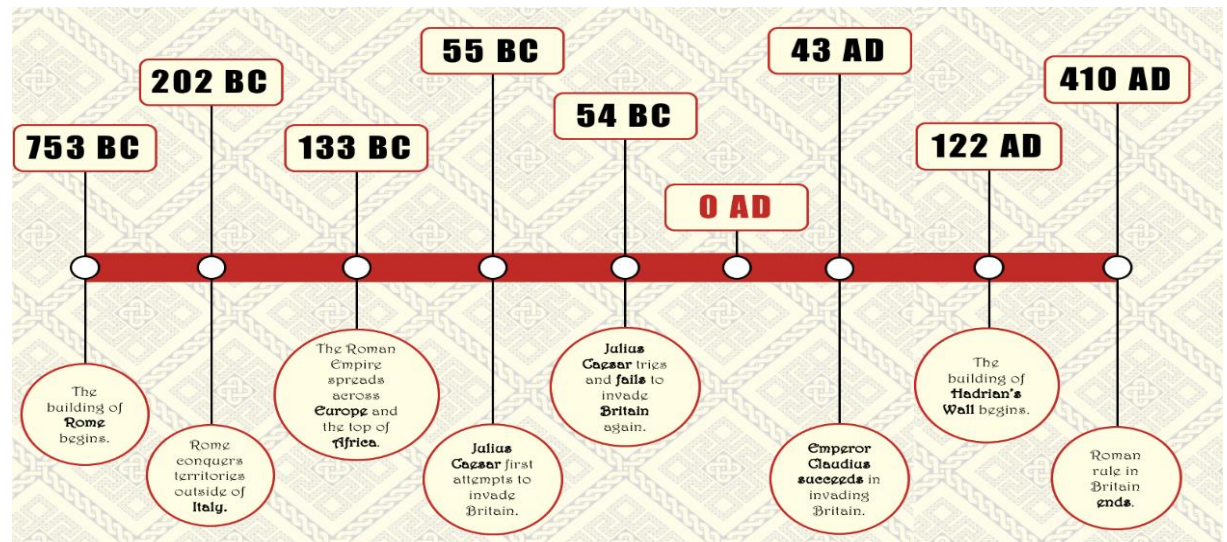 753 BC
202 BC
133 BC
55 BC
54 BC
0 AD
43 AD
122 AD
410 AD
The
building of
Rome
begins.
Rome
conquers
territories
outside of
Italy.
The Roman
Empire
spreads
across
Europe and
the top of
Africa.
Julius
Caesar first
attempts to
invade
Britain.
Julius
Caesar tries
and fails to
invade
Britain
again.
Emperor
Claudius
succeeds in
invading
Britain.
The
building of
Hadrian's
Wall begins.
Roman
rule in
Britain
ends.